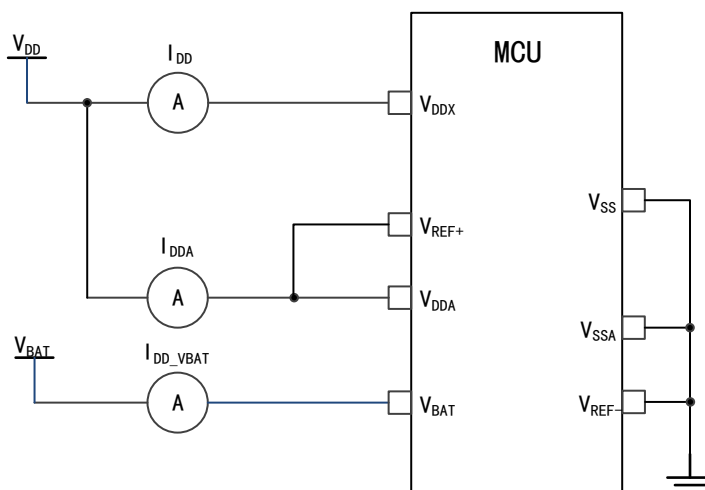 MCU
VDD
IDD
A
VDDX
VSS
VREF+
IDDA
A
VDDA
VSSA
VBAT
IDD_VBAT
A
VBAT
VREF-